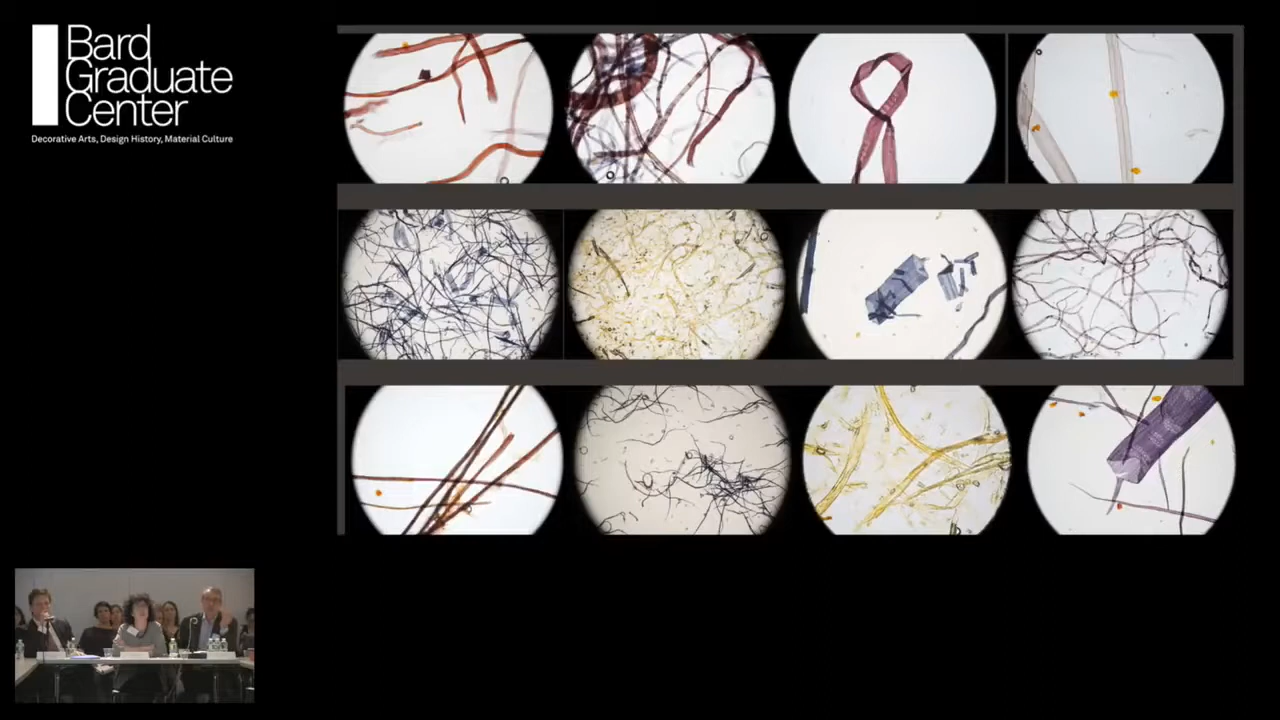 Bard
Graduate
Center
Decorative Arts, Design History, Material Culture